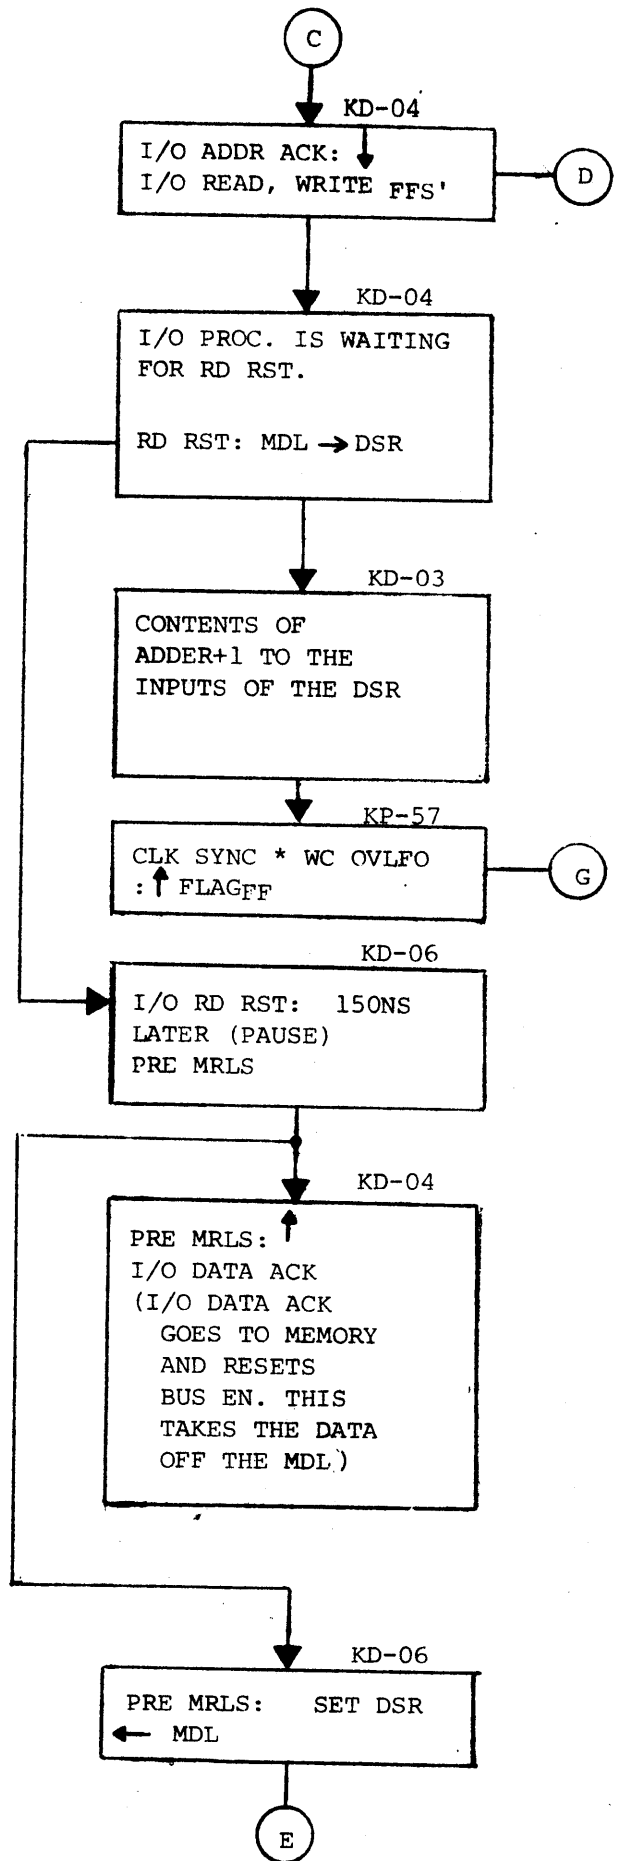 C
KD-04
I/O ADDR ACK: ↓
I/O READ, WRITE FFS'
D
KD-04
I/O PROC. IS WAITING
FOR RD RST.
RD RST: MDL → DSR
KD-03
CONTENTS OF
ADDER+1 TO THE
INPUTS OF THE DSR
KP-57
CLK SYNC * WC OVLFO
:↑ FLAGFF
G
KD-06
I/O RD RST: 150NS
LATER (PAUSE)
PRE MRLS
KD-04
PRE MRLS: ↑
I/O DATA ACK
(I/O DATA ACK
GOES TO MEMORY
AND RESETS
BUS EN. THIS
TAKES THE DATA
OFF THE MDL)
KD-06
PRE MRLS: SET DSR
← MDL
E